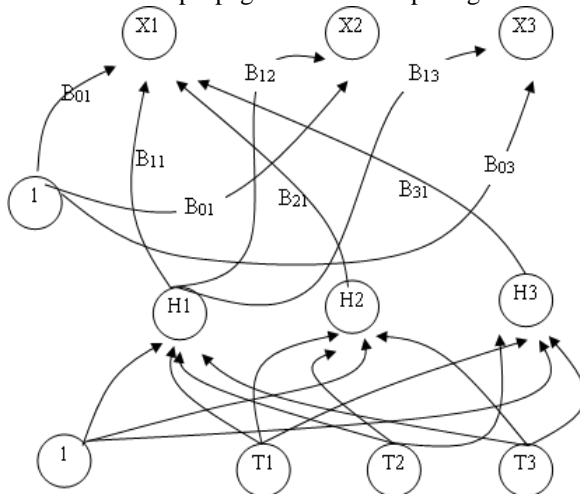 X1 X2 X3
B12 B13
B01
B11
B03
1 B01 B21 B31
H1 H2 H3
1 T1 T2 T3